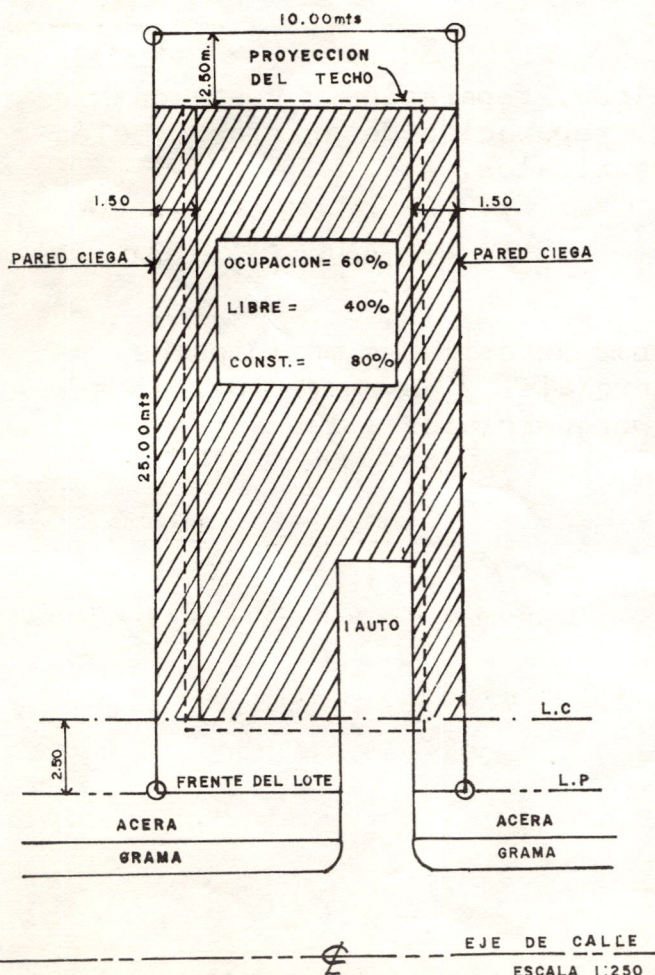 10.00mts
2.50m.
PROYECCION
DEL TECHO
1.50
1.50
PARED CIEGA
PARED CIEGA
OCUPACION= 60%
LIBRE = 40%
CONST.= 80%
25.00mts
1 AUTO
L.C
2.50
FRENTE DEL LOTE
L.P
ACERA
ACERA
GRAMA
GRAMA
EJE DE CALLE
ESCALA 1:250